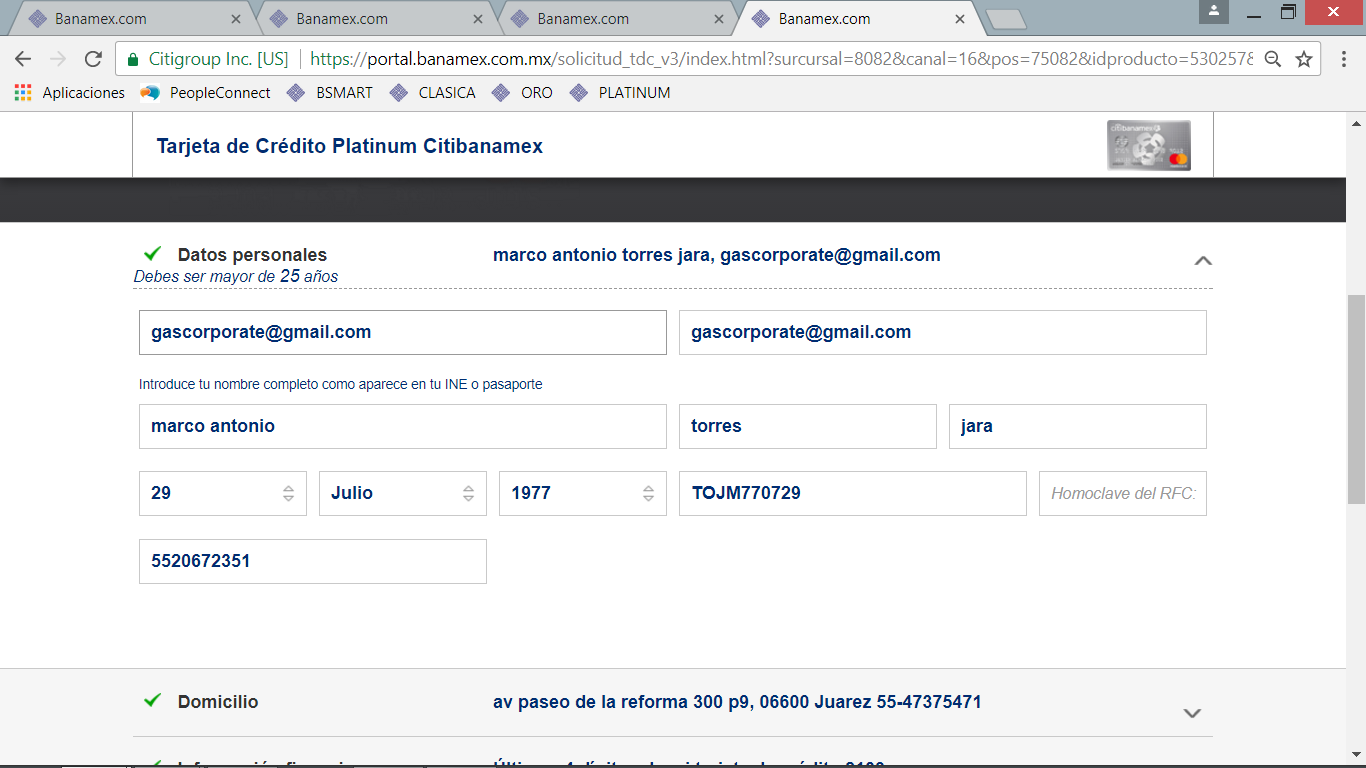 Banamex.com Banamex.com Banamex.com Banamex.com
Citigroup Inc. [US] https://portal.banamex.com.mx/solicitud_tdc_v3/index.html?surcursal=8082&canal=16&pos=75082&idproducto=530257&
Aplicaciones PeopleConnect BSMART CLASICA ORO PLATINUM
Tarjeta de Crédito Platinum Citibanamex
citibanamex
Datos personales marco antonio torres jara, gascorporate@gmail.com
Debes ser mayor de 25 años
gascorporate@gmail.com gascorporate@gmail.com
Introduce tu nombre completo como aparece en tu INE o pasaporte
marco antonio torres jara
29 Julio 1977 TOJM770729 Homoclave del RFC:
5520672351
Domicilio av paseo de la reforma 300 p9, 06600 Juarez 55-47375471